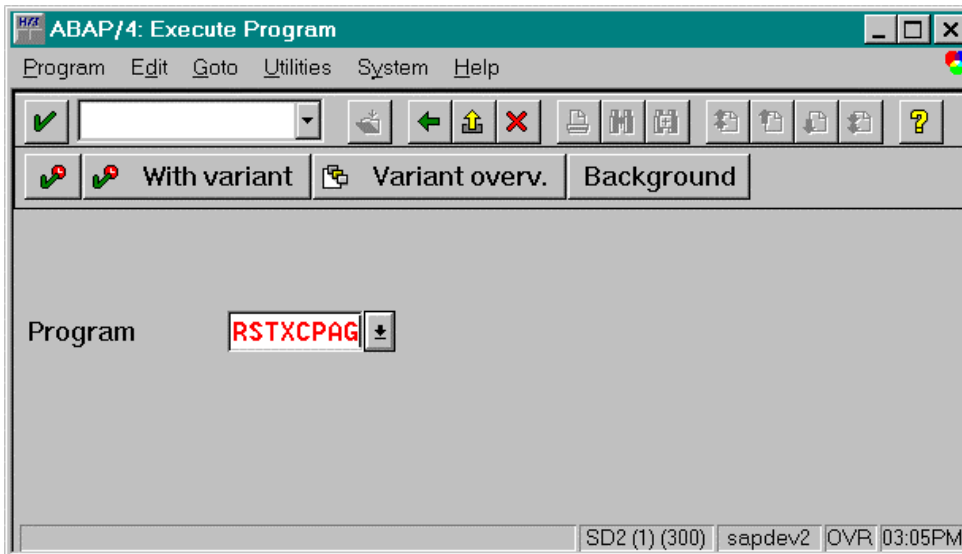 ABAP/4: Execute Program
Program Edit Goto Utilities System Help
With variant Variant overv. Background
Program RSTXCPAG
SD2 (1) (300) sapdev2 OVR 03:05PM